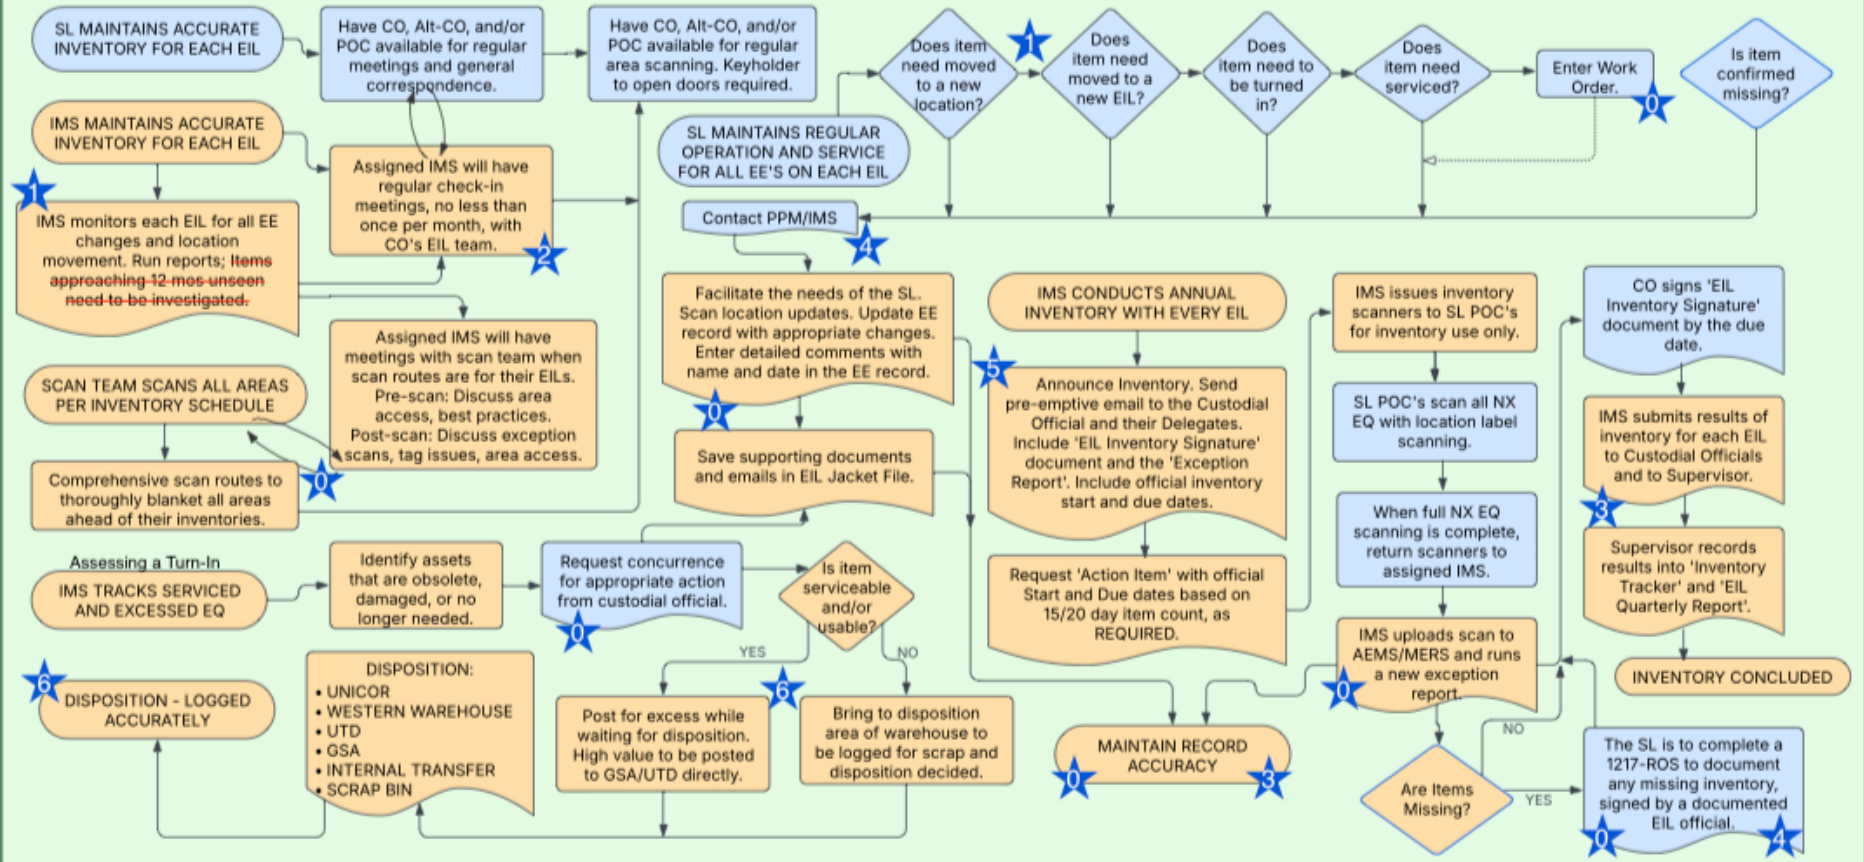 SL MAINTAINS ACCURATE
INVENTORY FOR EACH EIL
Have CO, Alt-CO, and/or
POC available for regular
meetings and general
correspondence.
Have CO, Alt-CO, and/or
POC available for regular
area scanning. Keyholder
to open doors required.
IMS MAINTAINS ACCURATE
INVENTORY FOR EACH EIL
1
IMS monitors each EIL for all EE
changes and location
movement. Run reports; Items
approaching 12 mos unseen
need to be investigated.
Assigned IMS will have
regular check-in
meetings, no less than
once per month, with
CO's EIL team.
2
Assigned IMS will have
meetings with scan team when
scan routes are for their EILs.
Pre-scan: Discuss area
access, best practices.
Post-scan: Discuss exception
scans, tag issues, area access.
SCAN TEAM SCANS ALL AREAS
PER INVENTORY SCHEDULE
0
Comprehensive scan routes to
thoroughly blanket all areas
ahead of their inventories.
SL MAINTAINS REGULAR
OPERATION AND SERVICE
FOR ALL EE'S ON EACH EIL
Does item
need moved
to a new
location?
1
Does
item need
moved to a
new EIL?
Does
item need to
be turned
in?
Does
item need
serviced?
Enter Work
Order.
0
Is item
confirmed
missing?
Contact PPM/IMS
4
Facilitate the needs of the SL.
Scan location updates. Update EE
record with appropriate changes.
Enter detailed comments with
name and date in the EE record.
0
Save supporting documents
and emails in EIL Jacket File.
IMS CONDUCTS ANNUAL
INVENTORY WITH EVERY EIL
5
Announce Inventory. Send
pre-emptive email to the Custodial
Official and their Delegates.
Include 'EIL Inventory Signature'
document and the 'Exception
Report'. Include official inventory
start and due dates.
Request 'Action Item' with official
Start and Due dates based on
15/20 day item count, as
REQUIRED.
IMS issues inventory
scanners to SL POC's
for inventory use only.
SL POC's scan all NX
EQ with location label
scanning.
When full NX EQ
scanning is complete,
return scanners to
assigned IMS.
IMS uploads scan to
AEMS/MERS and runs
a new exception
report.
0
Are Items
Missing?
NO
YES
The SL is to complete a
1217-ROS to document
any missing inventory,
signed by a documented
EIL official.
0
4
CO signs 'EIL
Inventory Signature'
document by the due
date.
IMS submits results of
inventory for each EIL
to Custodial Officials
and to Supervisor.
3
Supervisor records
results into 'Inventory
Tracker' and 'EIL
Quarterly Report'.
INVENTORY CONCLUDED
MAINTAIN RECORD
ACCURACY
0
3
Assessing a Turn-In
IMS TRACKS SERVICED
AND EXCESSED EQ
Identify assets
that are obsolete,
damaged, or no
longer needed.
Request concurrence
for appropriate action
from custodial official.
0
Is item
serviceable
and/or
usable?
YES
NO
6
Post for excess while
waiting for disposition.
High value to be posted
to GSA/UTD directly.
Bring to disposition
area of warehouse to
be logged for scrap and
disposition decided.
DISPOSITION:
• UNICOR
• WESTERN WAREHOUSE
• UTD
• GSA
• INTERNAL TRANSFER
• SCRAP BIN
6
DISPOSITION - LOGGED
ACCURATELY